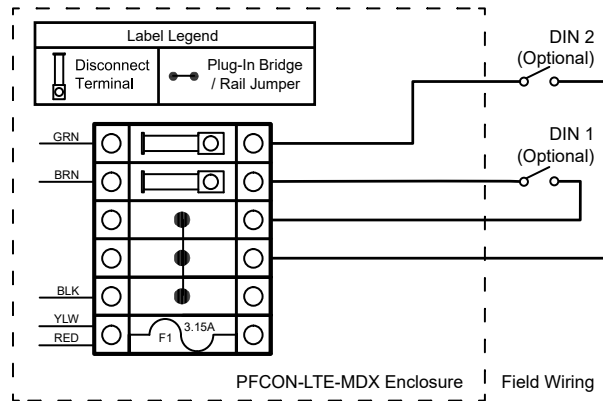 Label Legend
Disconnect
Terminal
Plug-In Bridge
/ Rail Jumper
DIN 2
(Optional)
DIN 1
(Optional)
GRN
BRN
BLK
YLW
RED
3.15A
F1
PFCON-LTE-MDX Enclosure
Field Wiring